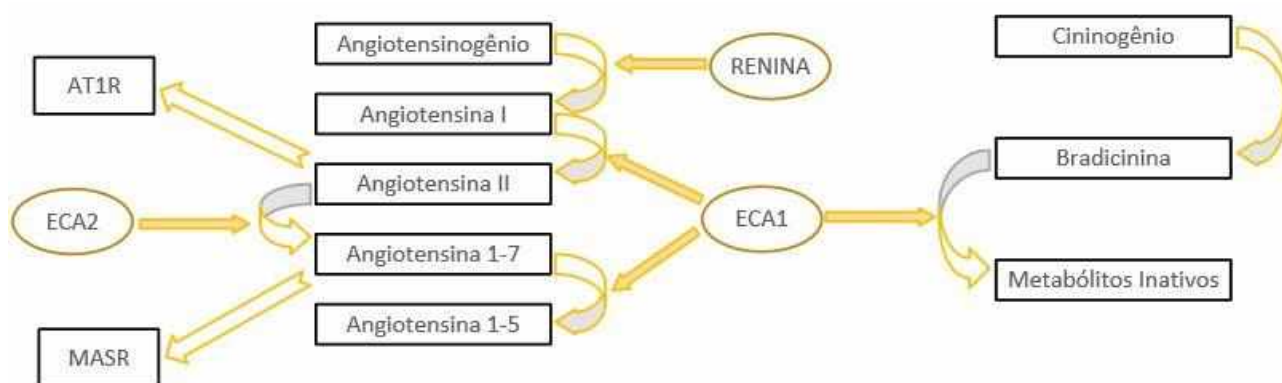 Angiotensinogênio
RENINA
Cininogênio
AT1R
Angiotensina I
Bradicinina
Angiotensina II
ECA2
ECA1
Angiotensina 1-7
Metabólitos Inativos
Angiotensina 1-5
MASR